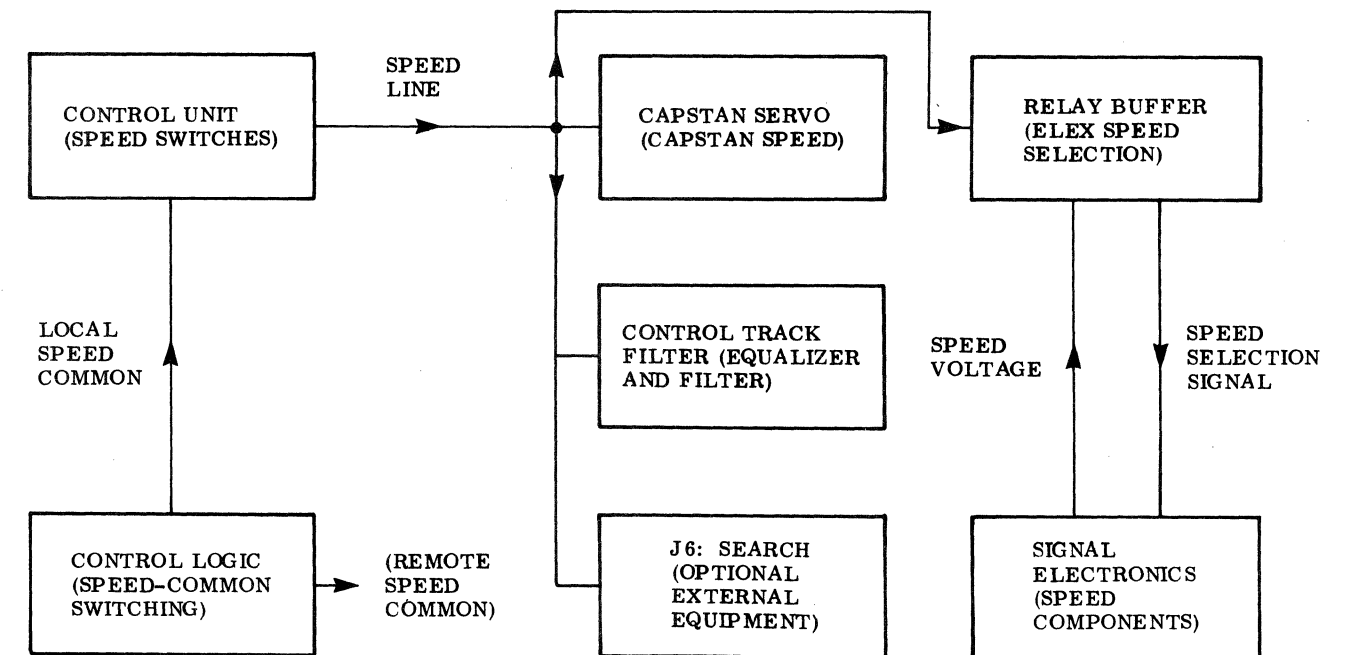 CONTROL UNIT
(SPEED SWITCHES)
SPEED
LINE
CAPSTAN SERVO
(CAPSTAN SPEED)
RELAY BUFFER
(ELEX SPEED
SELECTION)
LOCAL
SPEED
COMMON
CONTROL TRACK
FILTER (EQUALIZER
AND FILTER)
SPEED
VOLTAGE
SPEED
SELECTION
SIGNAL
CONTROL LOGIC
(SPEED-COMMON
SWITCHING)
(REMOTE
SPEED
COMMON)
J6: SEARCH
(OPTIONAL
EXTERNAL
EQUIPMENT)
SIGNAL
ELECTRONICS
(SPEED
COMPONENTS)